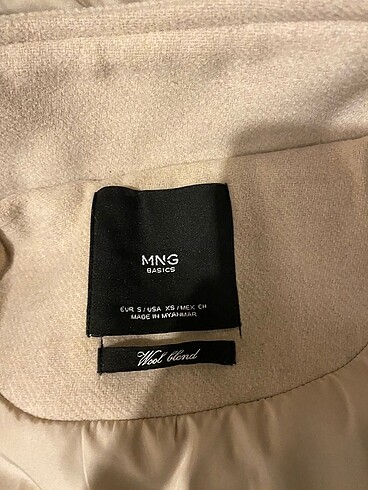 MNG
BASICS
EUR S / USA XS / MEX CH
MADE IN MYANMAR
Wool blend